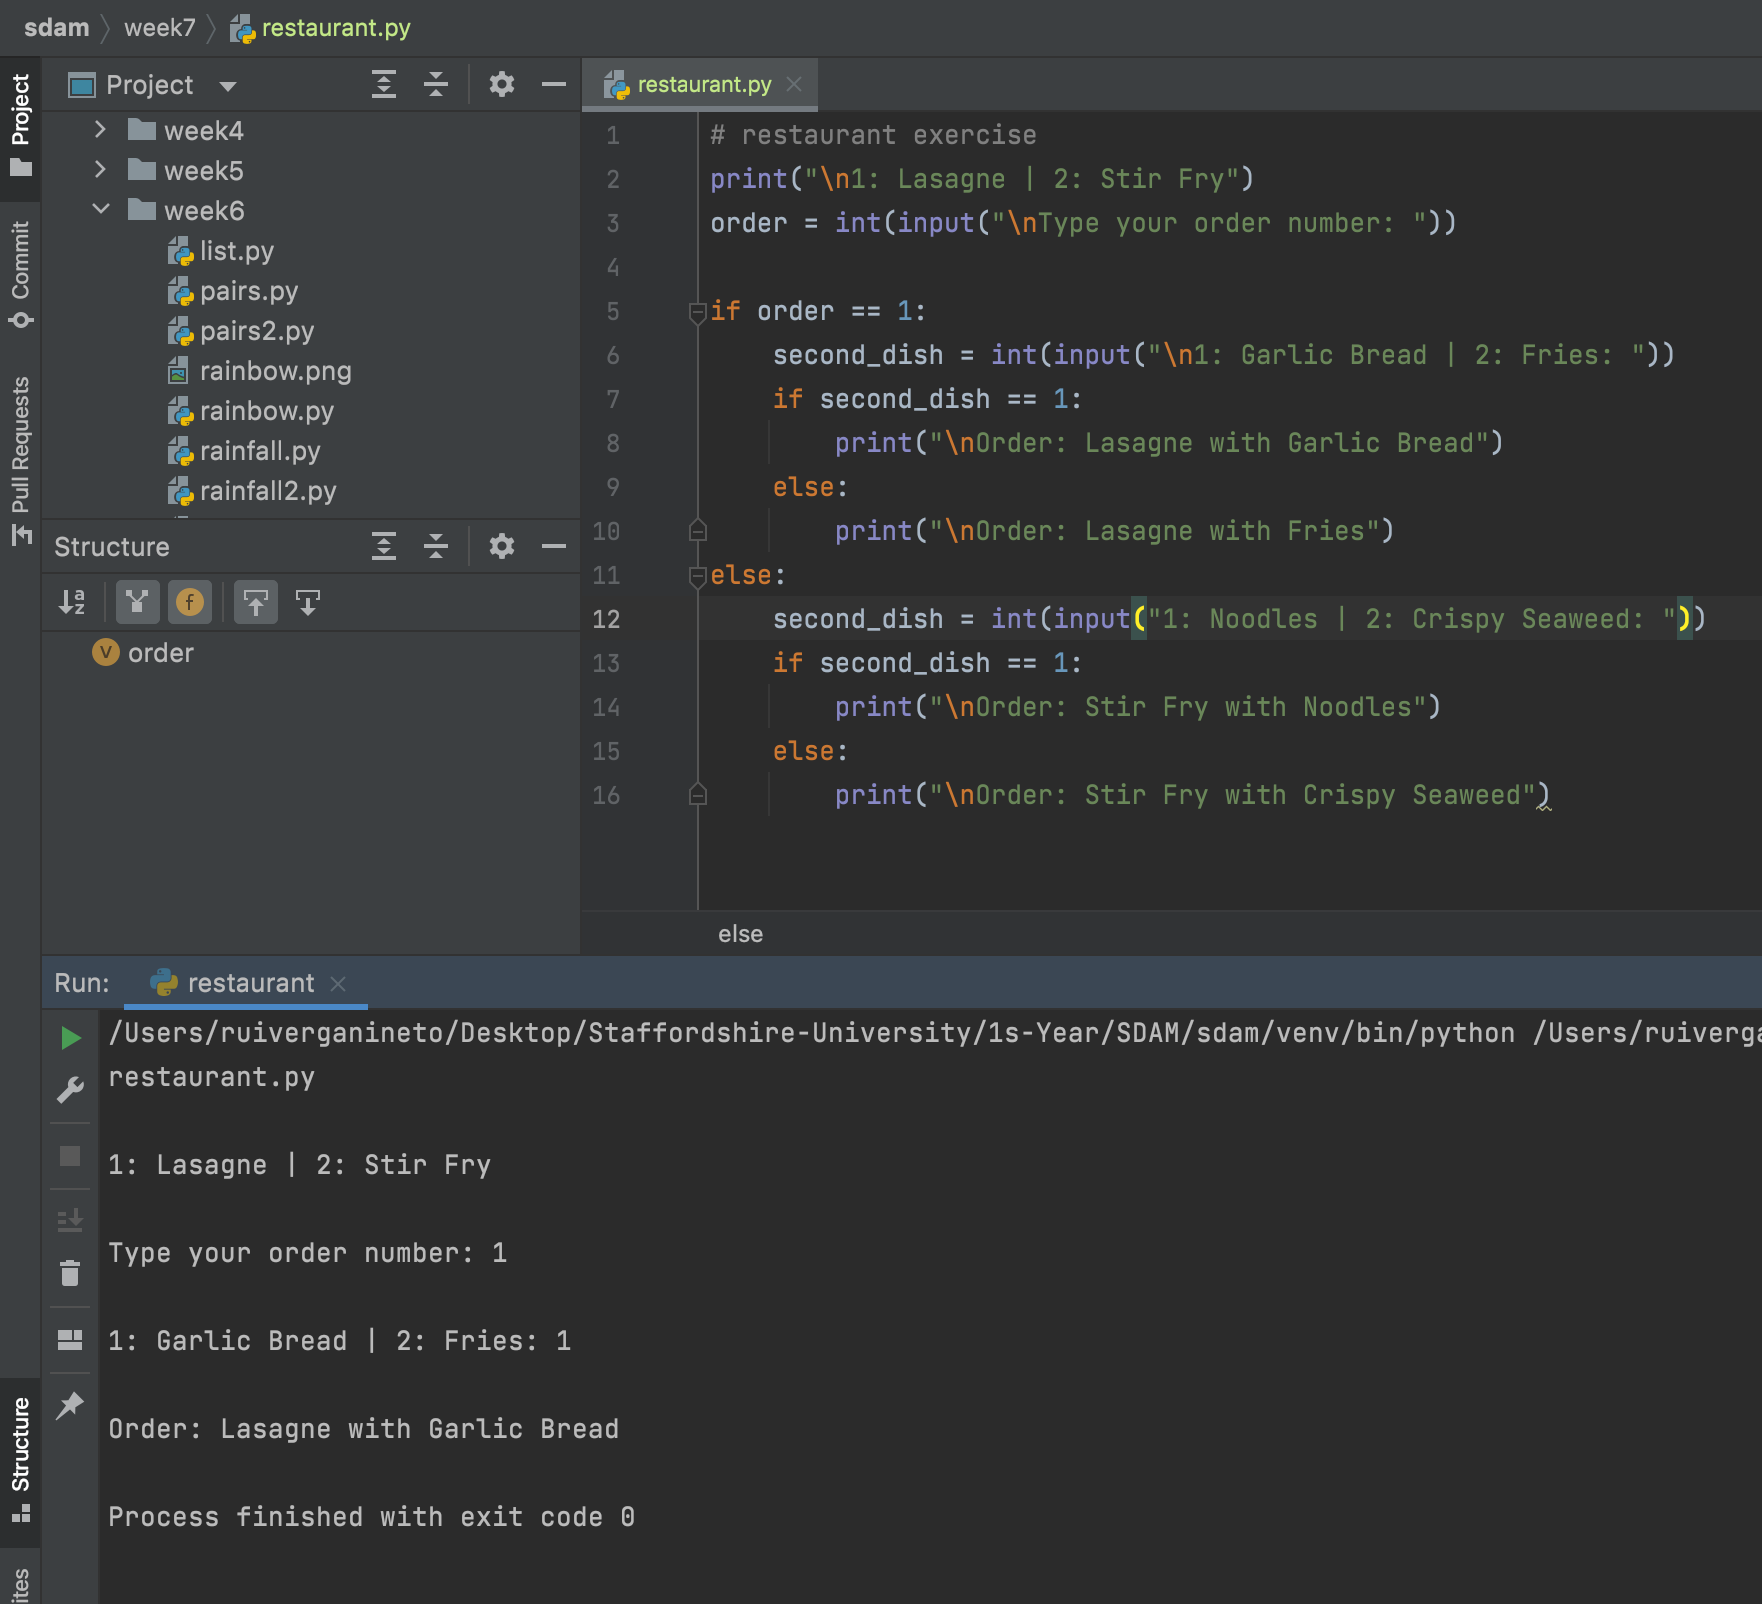 sdam week7 restaurant.py
Project
Commit
Pull Requests
Project
week4
week5
week6
list.py
pairs.py
pairs2.py
rainbow.png
rainbow.py
rainfall.py
rainfall2.py
Structure
order
restaurant.py
1 # restaurant exercise
2 print("\n1: Lasagne | 2: Stir Fry")
3 order = int(input("\nType your order number: "))
4
5 if order == 1:
6     second_dish = int(input("\n1: Garlic Bread | 2: Fries: "))
7     if second_dish == 1:
8         print("\nOrder: Lasagne with Garlic Bread")
9     else:
10         print("\nOrder: Lasagne with Fries")
11 else:
12     second_dish = int(input("1: Noodles | 2: Crispy Seaweed: "))
13     if second_dish == 1:
14         print("\nOrder: Stir Fry with Noodles")
15     else:
16         print("\nOrder: Stir Fry with Crispy Seaweed")
else
Run: restaurant
/Users/ruiverganineto/Desktop/Staffordshire-University/1s-Year/SDAM/sdam/venv/bin/python /Users/ruiverga
restaurant.py
1: Lasagne | 2: Stir Fry
Type your order number: 1
1: Garlic Bread | 2: Fries: 1
Order: Lasagne with Garlic Bread
Process finished with exit code 0
Structure